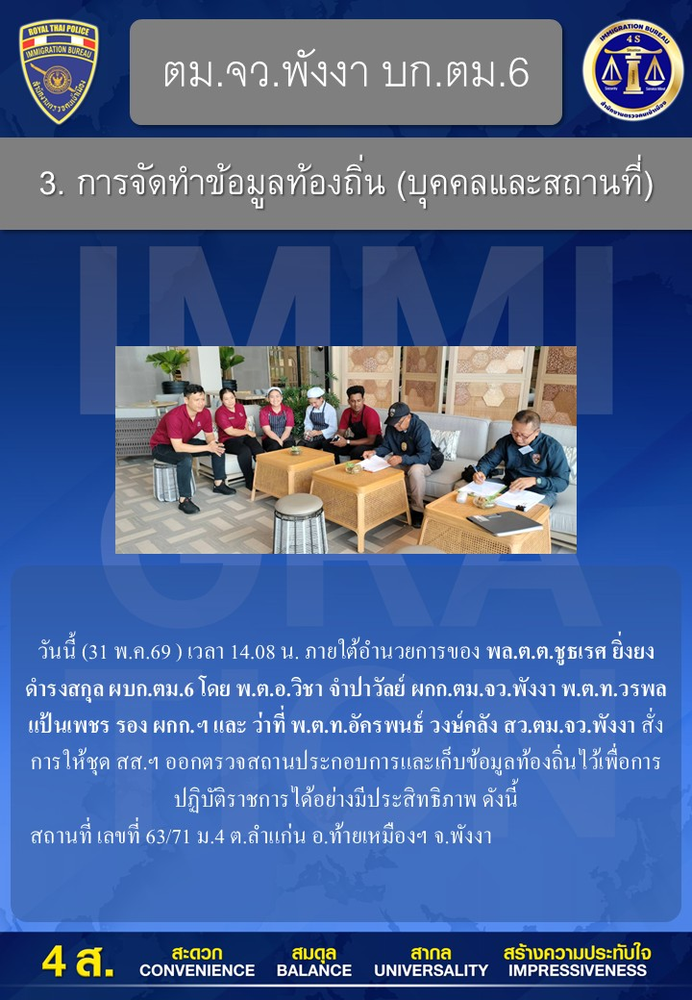 ROYAL THAI POLICE
IMMIGRATION BUREAU
สำนักงานตรวจคนเข้าเมือง
ตม.จว.พังงา บก.ตม.6
IMMIGRATION BUREAU
4 S
Security
Service Mind
สำนักงานตรวจคนเข้าเมือง
3. การจัดทำข้อมูลท้องถิ่น (บุคคลและสถานที่)
IMMI
GRA
TION
วันนี้ (31 พ.ค.69 ) เวลา 14.08 น. ภายใต้อำนวยการของ พล.ต.ต.ชูธเรศ ยิ่งยง
ดำรงสกุล ผบก.ตม.6 โดย พ.ต.อ.วิชา จำปาวัลย์ ผกก.ตม.จว.พังงา พ.ต.ท.วรพล
แป้นเพชร รอง ผกก.ฯ และ ว่าที่ พ.ต.ท.อัครพนธ์ วงษ์คลัง สว.ตม.จว.พังงา สั่ง
การให้ชุด สส.ฯ ออกตรวจสถานประกอบการและเก็บข้อมูลท้องถิ่นไว้เพื่อการ
ปฏิบัติราชการได้อย่างมีประสิทธิภาพ ดังนี้
สถานที่ เลขที่ 63/71 ม.4 ต.ลำแก่น อ.ท้ายเหมืองฯ จ.พังงา
4 ส. สะดวก สมดุล สากล สร้างความประทับใจ
CONVENIENCE BALANCE UNIVERSALITY IMPRESSIVENESS